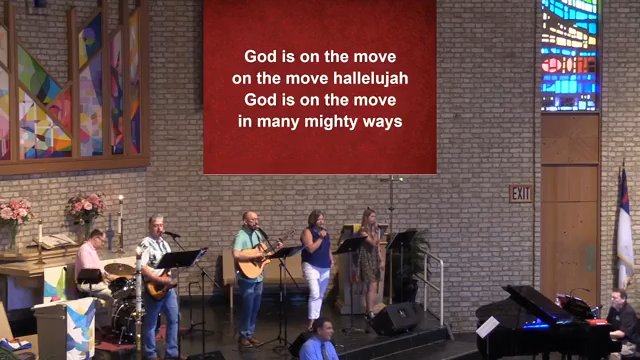 God is on the move
on the move hallelujah
God is on the move
in many mighty ways
EXIT